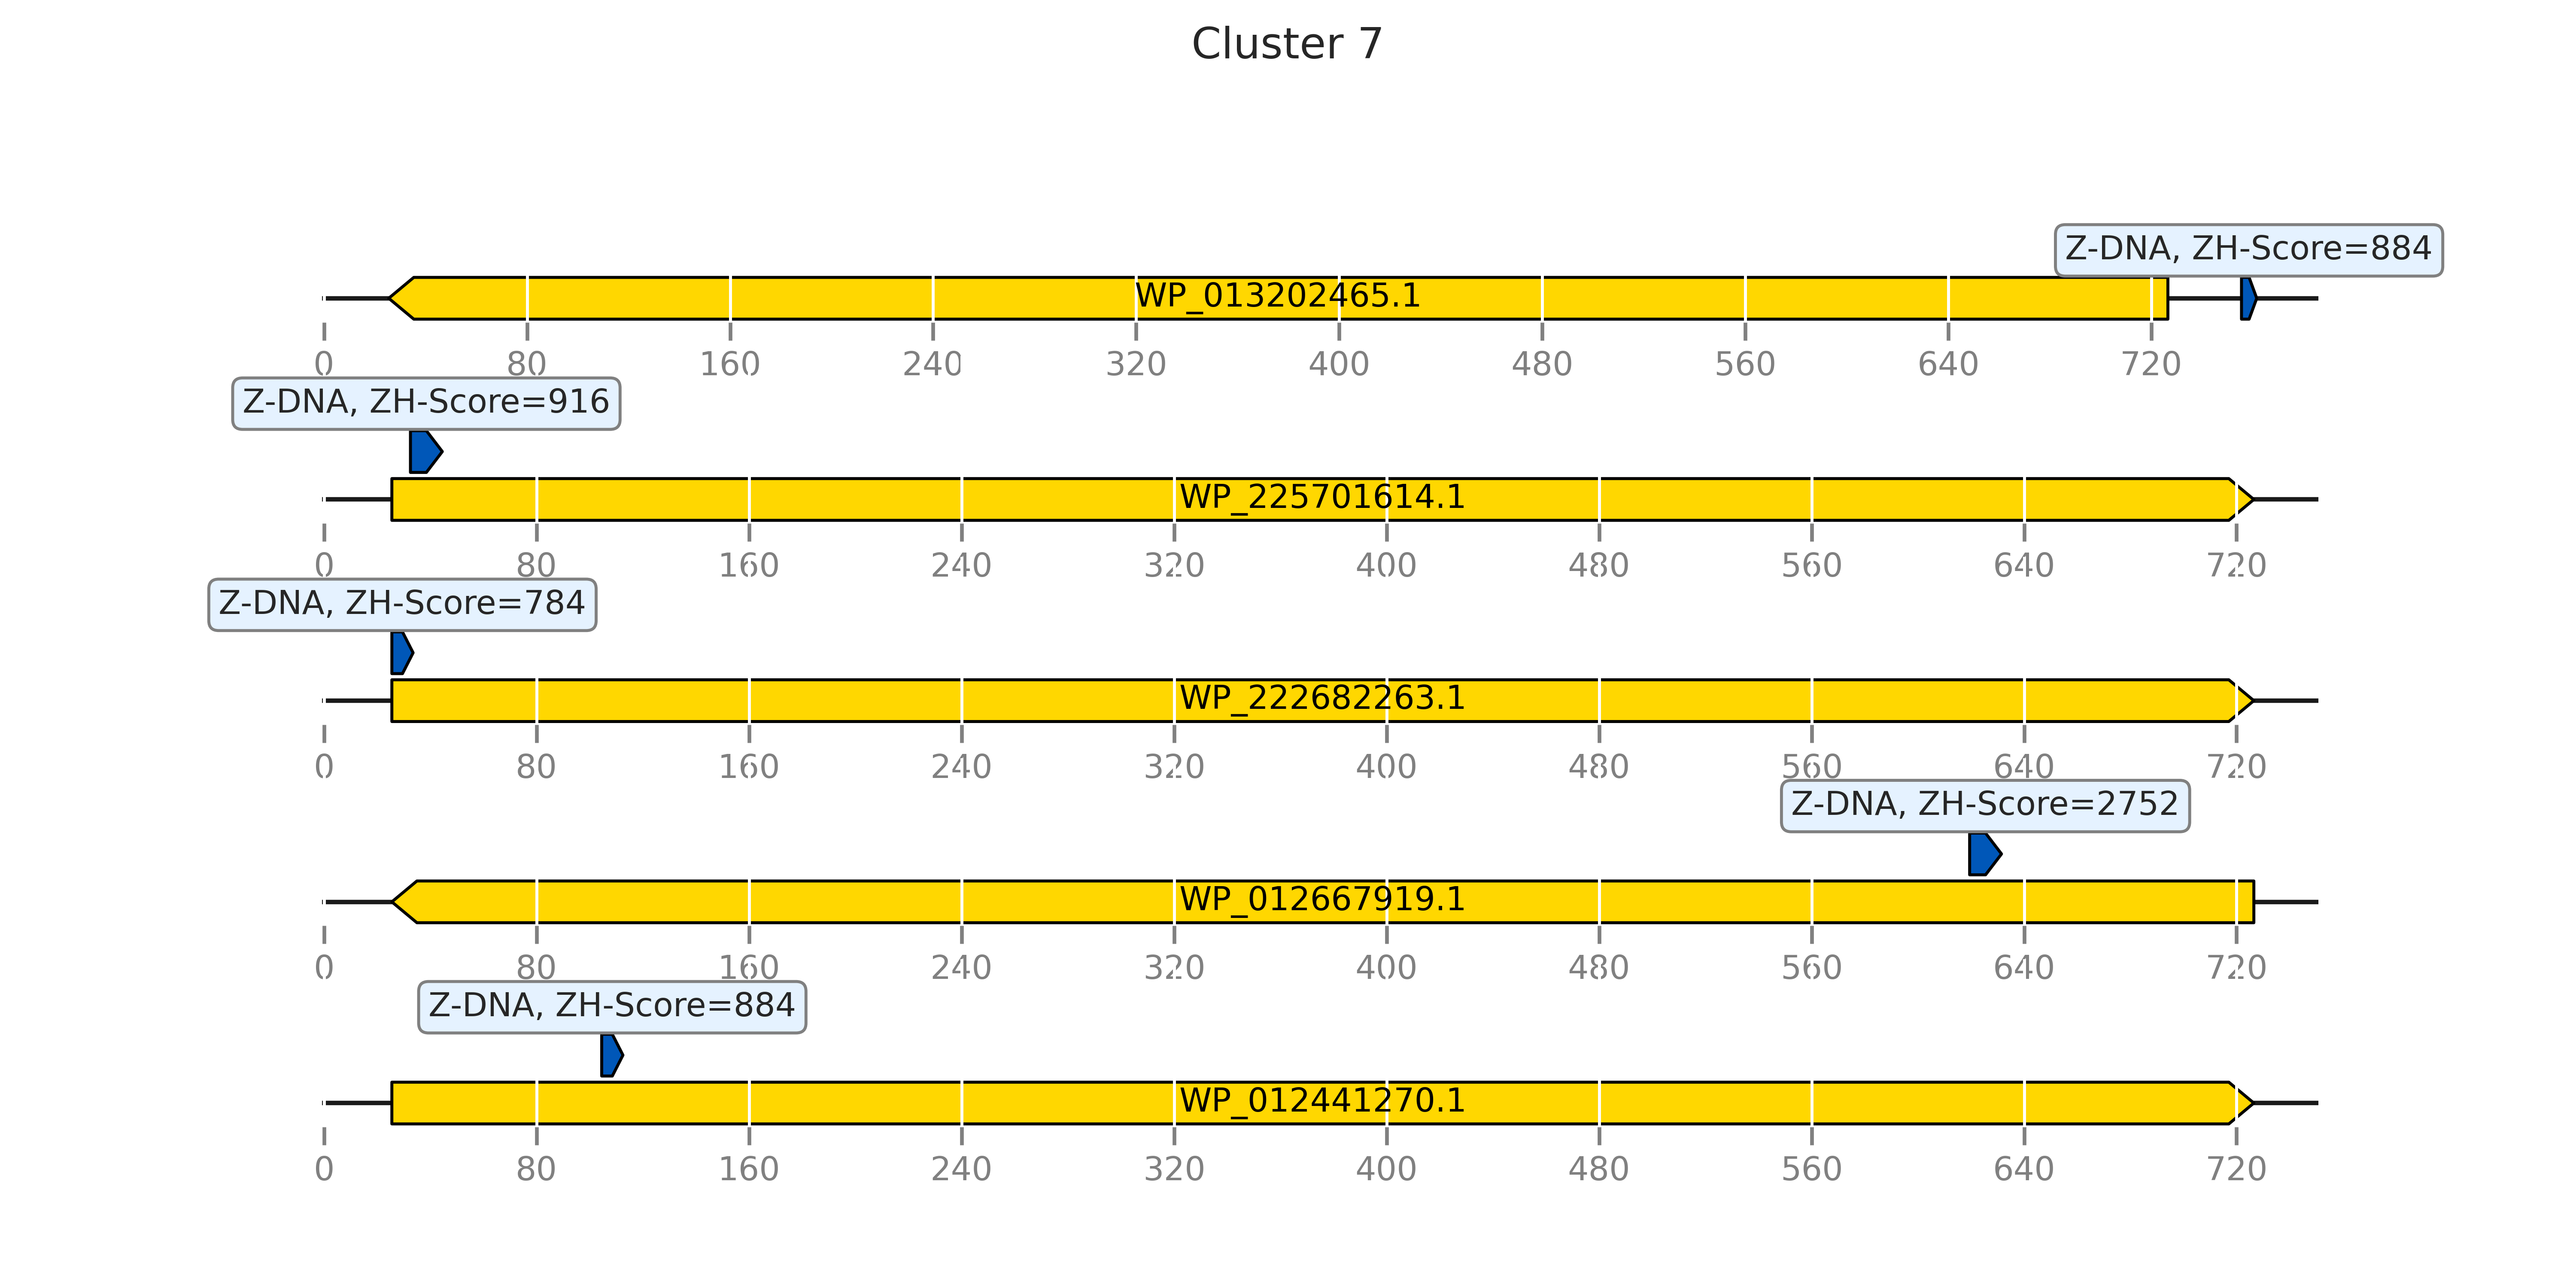 Cluster 7
Z-DNA, ZH-Score=884
WP_013202465.1
0 80 160 240 320 400 480 560 640 720
Z-DNA, ZH-Score=916
WP_225701614.1
0 80 160 240 320 400 480 560 640 720
Z-DNA, ZH-Score=784
WP_222682263.1
0 80 160 240 320 400 480 560 640 720
Z-DNA, ZH-Score=2752
WP_012667919.1
0 80 160 240 320 400 480 560 640 720
Z-DNA, ZH-Score=884
WP_012441270.1
0 80 160 240 320 400 480 560 640 720